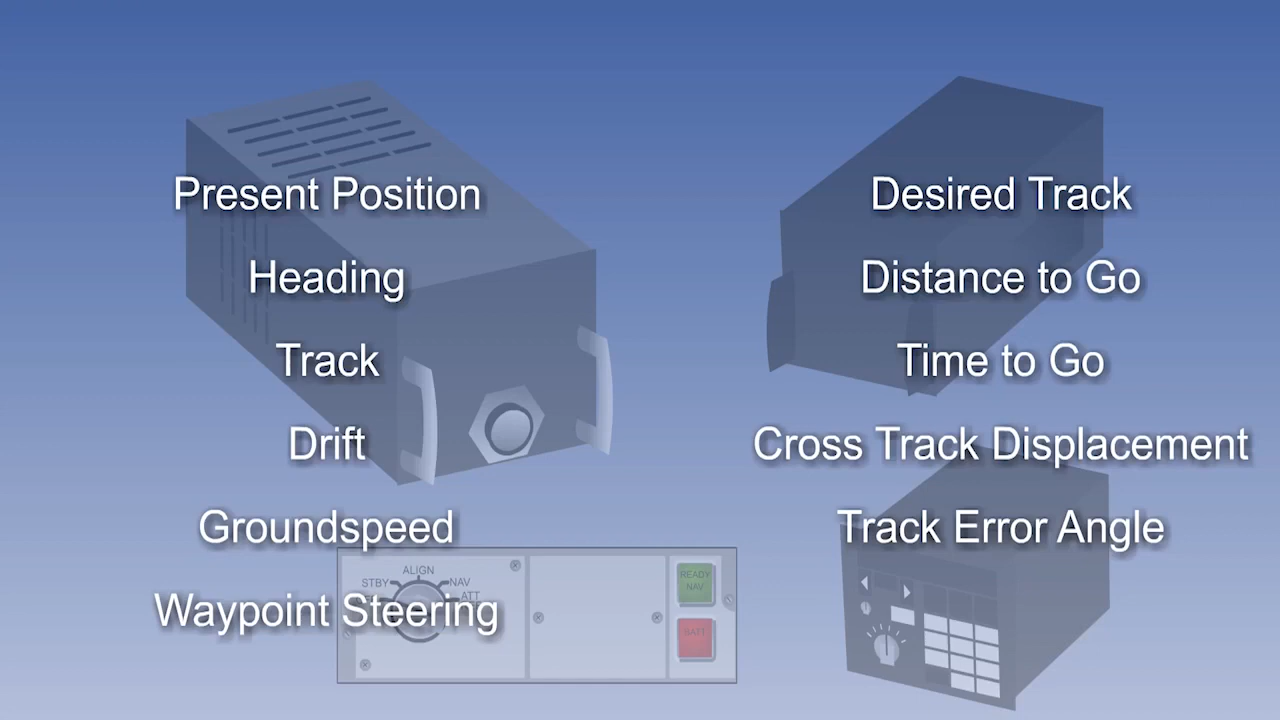 Present Position
Heading
Track
Drift
Groundspeed
Waypoint Steering
Desired Track
Distance to Go
Time to Go
Cross Track Displacement
Track Error Angle
ALIGN
STBY
NAV
ATT
READY
NAV
BATT